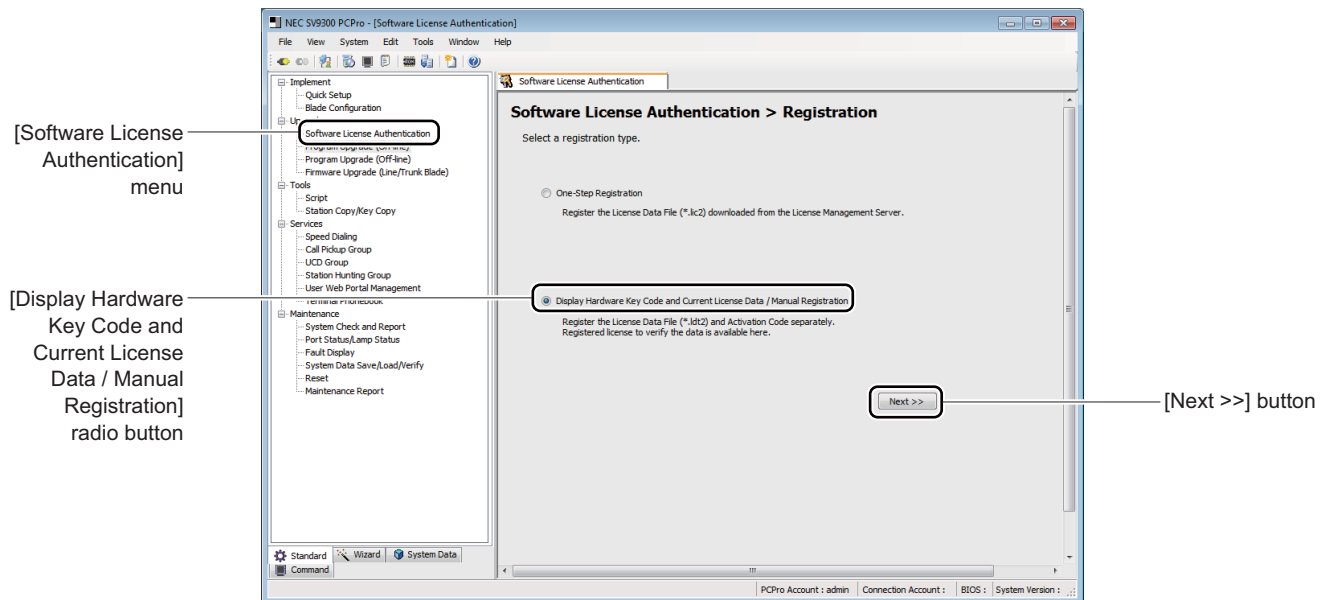 NEC SV9300 PCPro - [Software License Authentication]
File View System Edit Tools Window Help
Implement
Quick Setup
Blade Configuration
Software License Authentication
Program Upgrade (Off-line)
Firmware Upgrade (Line/Trunk Blade)
Tools
Script
Station Copy/Key Copy
Services
Speed Dialing
Call Pickup Group
UCD Group
Station Hunting Group
User Web Portal Management
Terminal Phonebook
Maintenance
System Check and Report
Port Status/Lamp Status
Fault Display
System Data Save/Load/Verify
Reset
Maintenance Report
Standard Wizard System Data
Command
Software License Authentication
Software License Authentication > Registration
Select a registration type.
One-Step Registration
Register the License Data File (*.lic2) downloaded from the License Management Server.
Display Hardware Key Code and Current License Data / Manual Registration
Register the License Data File (*.ldt2) and Activation Code separately.
Registered license to verify the data is available here.
Next >>
PCPro Account : admin Connection Account : BIOS : System Version :
[Software License
Authentication]
menu
[Display Hardware
Key Code and
Current License
Data / Manual
Registration]
radio button
[Next >>] button